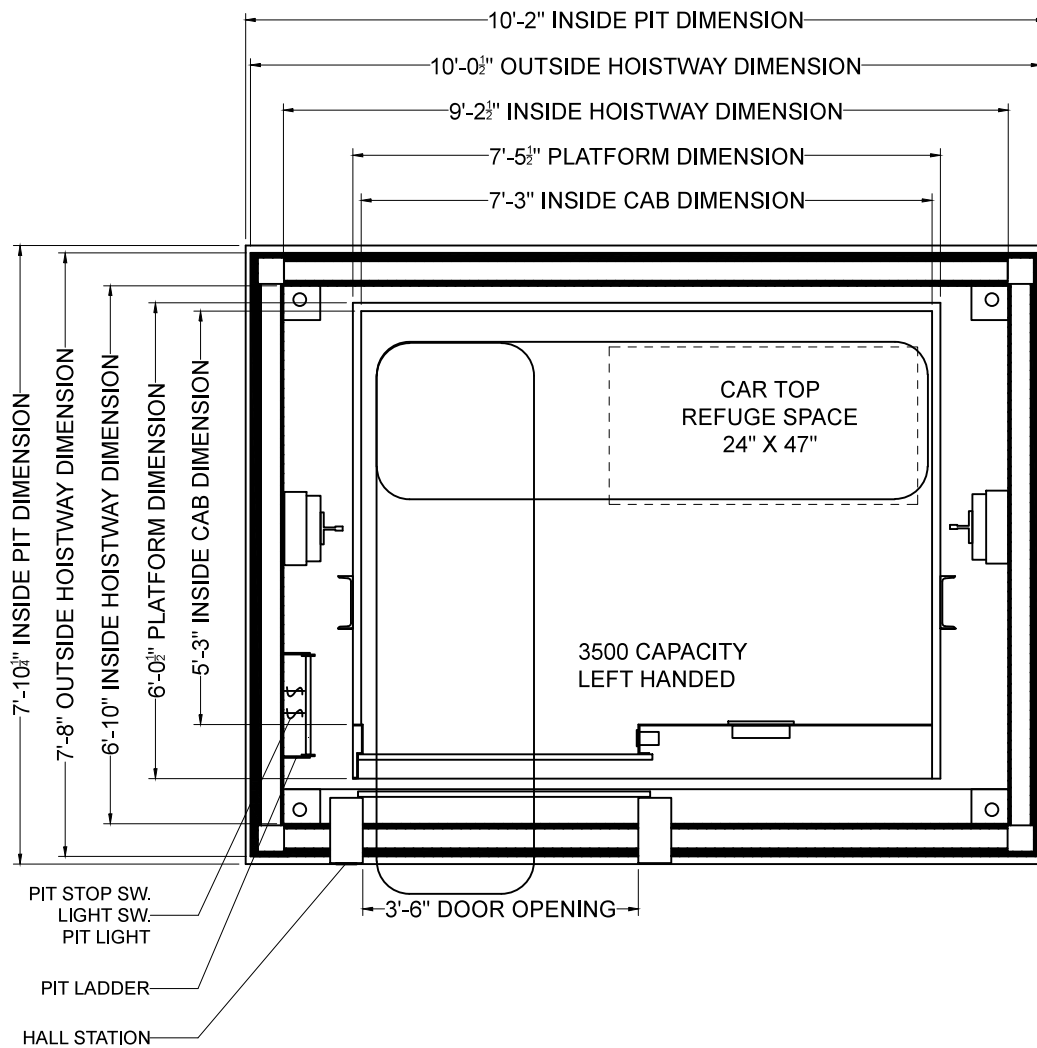 10'-2" INSIDE PIT DIMENSION
10'-0½" OUTSIDE HOISTWAY DIMENSION
9'-2½" INSIDE HOISTWAY DIMENSION
7'-5½" PLATFORM DIMENSION
7'-3" INSIDE CAB DIMENSION
7'-10¼" INSIDE PIT DIMENSION
7'-8" OUTSIDE HOISTWAY DIMENSION
6'-10" INSIDE HOISTWAY DIMENSION
6'-0½" PLATFORM DIMENSION
5'-3" INSIDE CAB DIMENSION
CAR TOP
REFUGE SPACE
24" X 47"
3500 CAPACITY
LEFT HANDED
PIT STOP SW.
LIGHT SW.
PIT LIGHT
3'-6" DOOR OPENING
PIT LADDER
HALL STATION